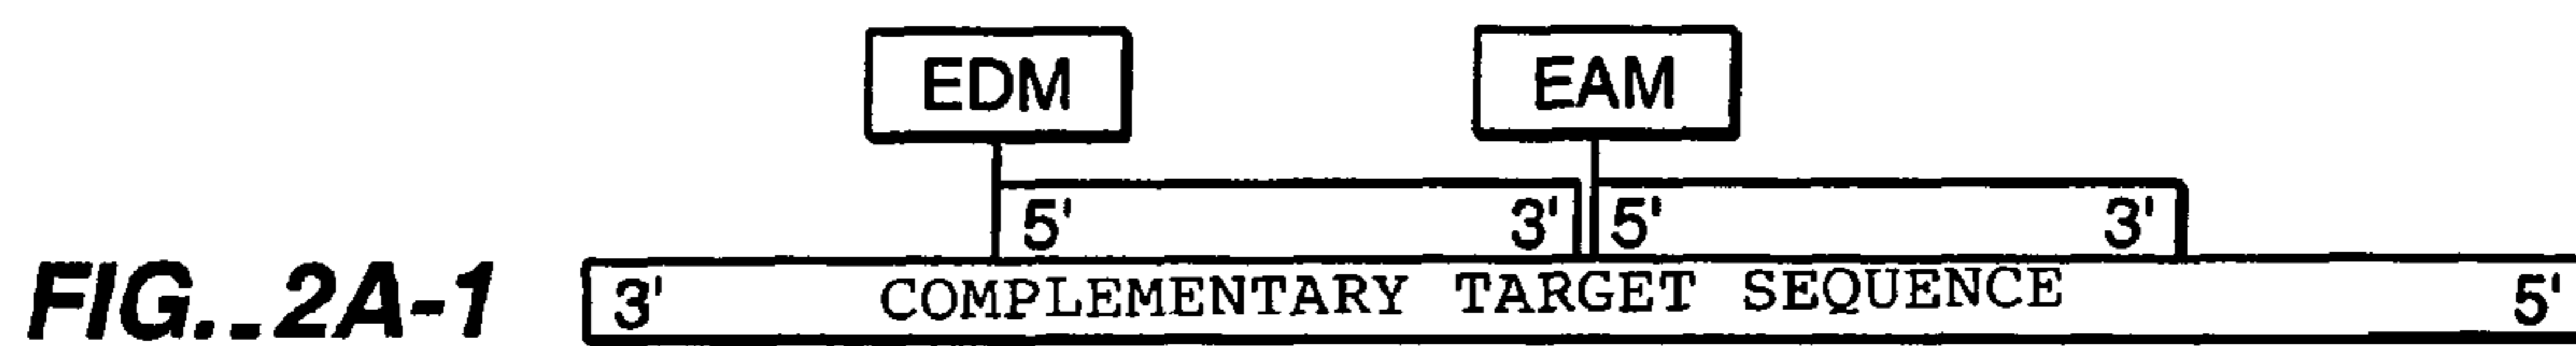 EDM EAM
5' 3' 5' 3'
FIG._2A-1 3' COMPLEMENTARY TARGET SEQUENCE 5'